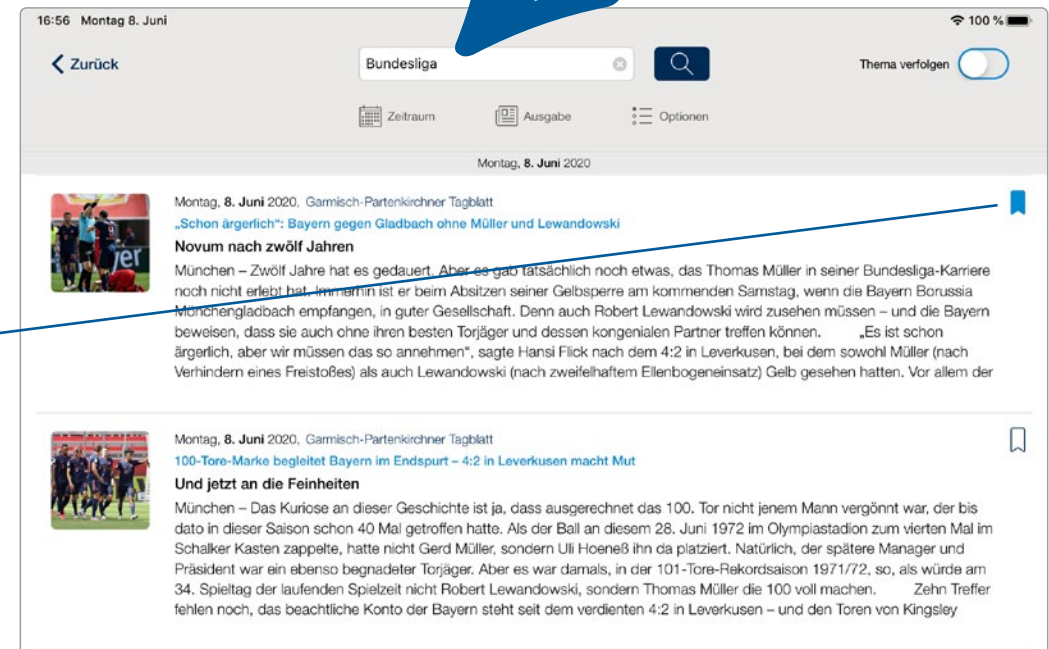 16:56 Montag 8. Juni
100 %
Zurück
Bundesliga
Thema verfolgen
Zeitraum
Ausgabe
Optionen
Montag, 8. Juni 2020
Montag, 8. Juni 2020, Garmisch-Partenkirchner Tagblatt
„Schon ärgerlich“: Bayern gegen Gladbach ohne Müller und Lewandowski
Novum nach zwölf Jahren
München – Zwölf Jahre hat es gedauert. Aber es gab tatsächlich noch etwas, das Thomas Müller in seiner Bundesliga-Karriere
noch nicht erlebt hat. Immerhin ist er beim Absitzen seiner Gelbsperre am kommenden Samstag, wenn die Bayern Borussia
Mönchengladbach empfangen, in guter Gesellschaft. Denn auch Robert Lewandowski wird zusehen müssen – und die Bayern
beweisen, dass sie auch ohne ihren besten Torjäger und dessen kongenialen Partner treffen können. „Es ist schon
ärgerlich, aber wir müssen das so annehmen“, sagte Hansi Flick nach dem 4:2 in Leverkusen, bei dem sowohl Müller (nach
Verhindern eines Freistoßes) als auch Lewandowski (nach zweifelhaftem Ellenbogeneinsatz) Gelb gesehen hatten. Vor allem der
Montag, 8. Juni 2020, Garmisch-Partenkirchner Tagblatt
100-Tore-Marke begleitet Bayern im Endspurt – 4:2 in Leverkusen macht Mut
Und jetzt an die Feinheiten
München – Das Kuriose an dieser Geschichte ist ja, dass ausgerechnet das 100. Tor nicht jenem Mann vergönnt war, der bis
dato in dieser Saison schon 40 Mal getroffen hatte. Als der Ball an diesem 28. Juni 1972 im Olympiastadion zum vierten Mal im
Schalker Kasten zappelte, hatte nicht Gerd Müller, sondern Uli Hoeneß ihn da platziert. Natürlich, der spätere Manager und
Präsident war ein ebenso begnadeter Torjäger. Aber es war damals, in der 101-Tore-Rekordsaison 1971/72, so, als würde am
34. Spieltag der laufenden Spielzeit nicht Robert Lewandowski, sondern Thomas Müller die 100 voll machen. Zehn Treffer
fehlen noch, das beachtliche Konto der Bayern steht seit dem verdienten 4:2 in Leverkusen – und den Toren von Kingsley